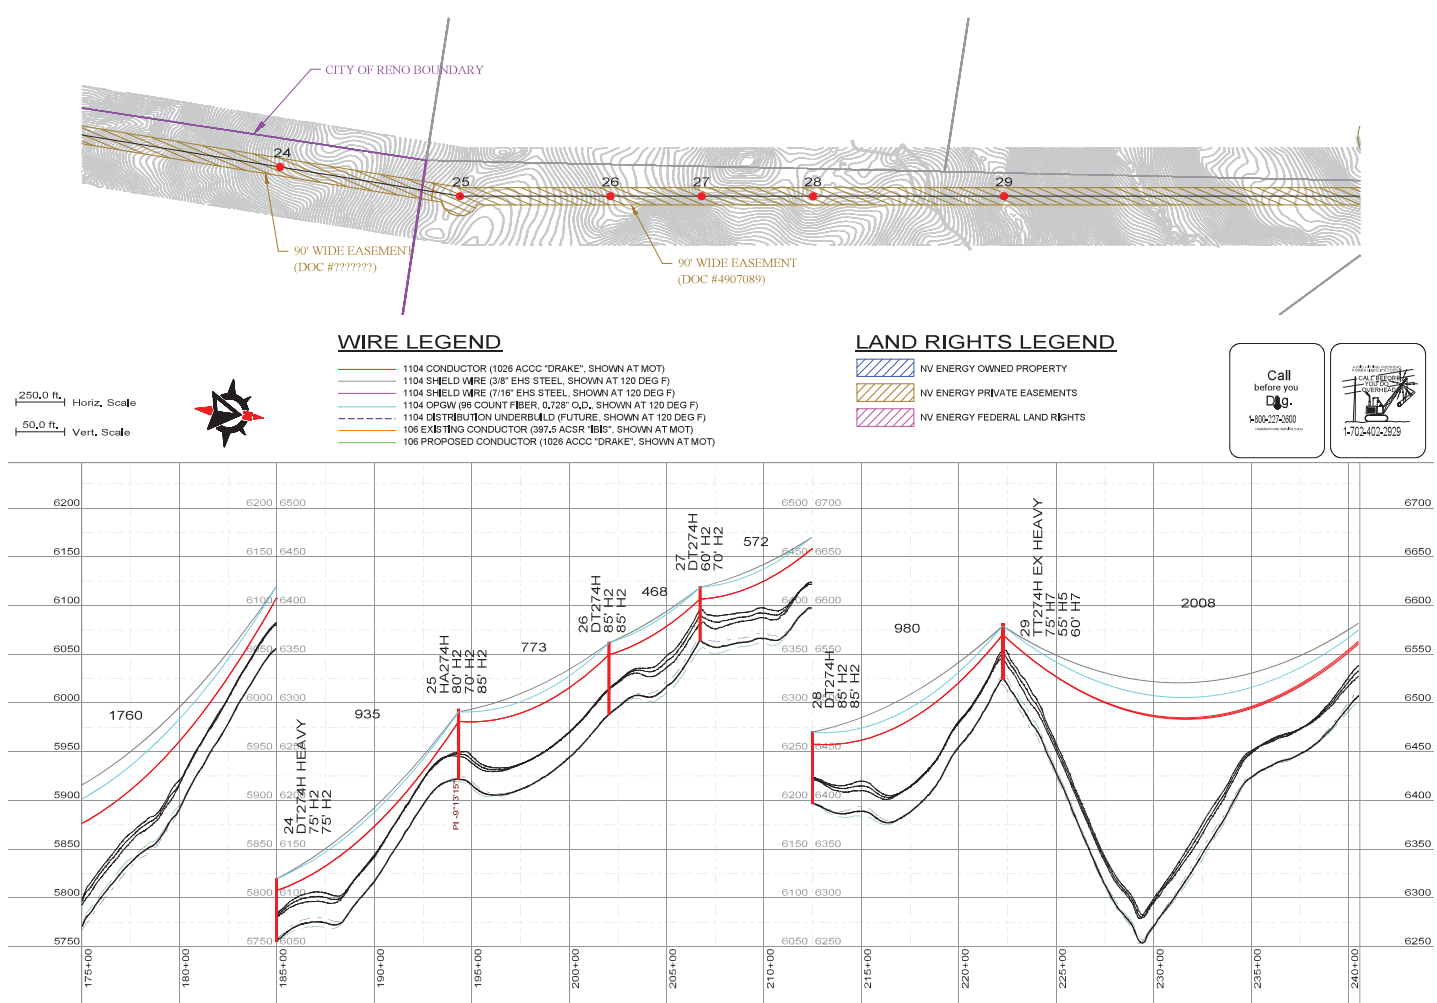 CITY OF RENO BOUNDARY
24
25
26
27
28
29
90' WIDE EASEMENT
(DOC #???????)
90' WIDE EASEMENT
(DOC #4907089)
WIRE LEGEND
1104 CONDUCTOR (1026 ACCC "DRAKE", SHOWN AT MOT)
1104 SHIELD WIRE (3/8" EHS STEEL, SHOWN AT 120 DEG F)
1104 SHIELD WIRE (7/16" EHS STEEL, SHOWN AT 120 DEG F)
1104 OPGW (96 COUNT FIBER, 0.728" O.D., SHOWN AT 120 DEG F)
1104 DISTRIBUTION UNDERBUILD (FUTURE, SHOWN AT 120 DEG F)
106 EXISTING CONDUCTOR (397.5 ACSR "IBIS", SHOWN AT MOT)
106 PROPOSED CONDUCTOR (1026 ACCC "DRAKE", SHOWN AT MOT)
LAND RIGHTS LEGEND
NV ENERGY OWNED PROPERTY
NV ENERGY PRIVATE EASEMENTS
NV ENERGY FEDERAL LAND RIGHTS
250.0 ft.
Horiz. Scale
50.0 ft.
Vert. Scale
Call
before you
Dig.
1-800-227-2600
CALL BEFORE
YOU DO
OVERHEAD
1-702-402-2929
6200
6150
6100
6050
6000
5950
5900
5850
5800
5750
6200 6500
6150 6450
6100 6400
6050 6350
6000 6300
5950 6250
5900 6200
5850 6150
5800 6100
5750 6050
6500 6700
6450 6650
6400 6600
6350 6550
6300
6250
6200 6400
6150 6350
6100 6300
6050 6250
6700
6650
6600
6550
6500
6450
6400
6350
6300
6250
1760
935
773
468
572
980
2008
24
DT274H HEAVY
75' H2
75' H2
25
HA274H
80' H2
70' H2
85' H2
PI -9°13'15"
26
DT274H
85' H2
85' H2
27
DT274H
60' H2
70' H2
28
DT274H
85' H2
85' H2
29
TT274H EX HEAVY
75' H7
55' H5
60' H7
175+00
180+00
185+00
190+00
195+00
200+00
205+00
210+00
215+00
220+00
225+00
230+00
235+00
240+00